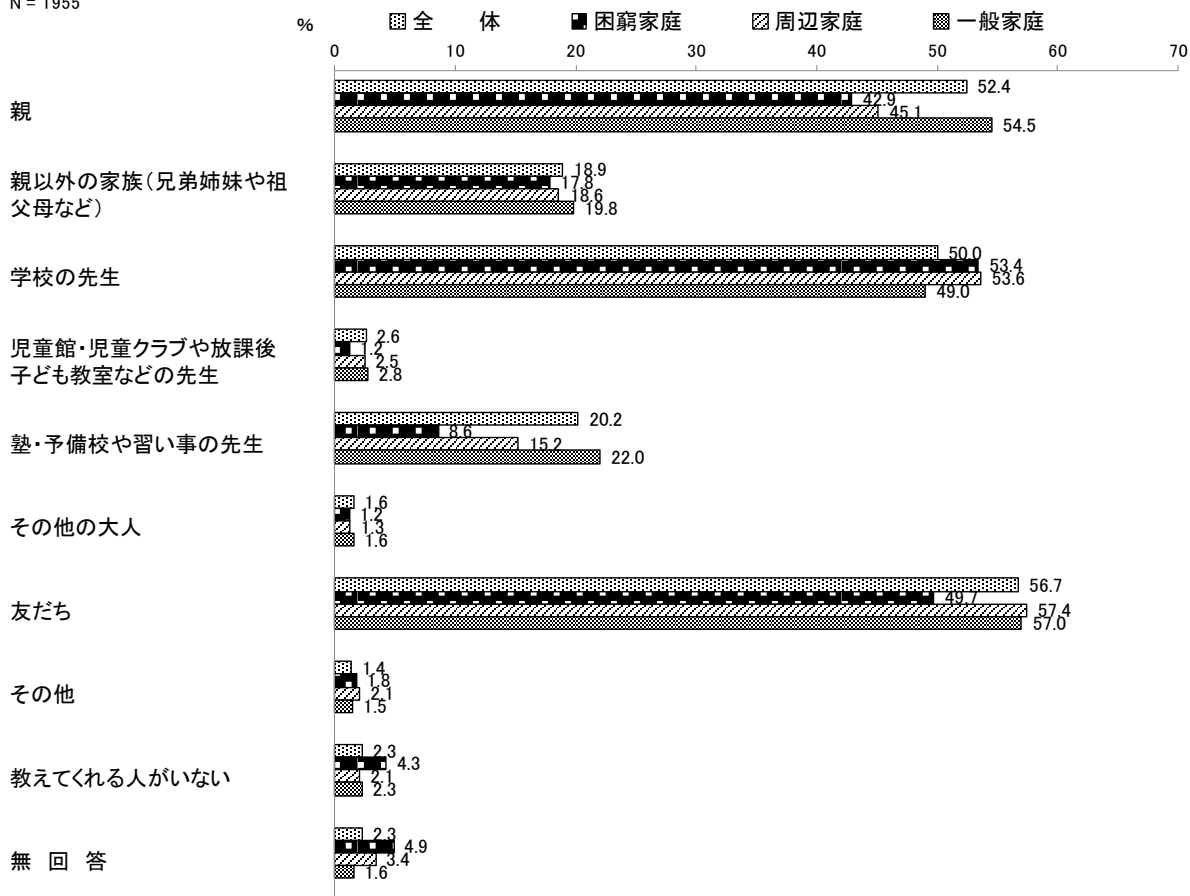 N = 1955
% 全　　体 困窮家庭 周辺家庭 一般家庭
0 10 20 30 40 50 60 70
親
52.4
42.9
45.1
54.5
親以外の家族（兄弟姉妹や祖
父母など）
18.9
17.8
18.6
19.8
学校の先生
50.0
53.4
53.6
49.0
児童館・児童クラブや放課後
子ども教室などの先生
2.6
1.2
2.5
2.8
塾・予備校や習い事の先生
20.2
8.6
15.2
22.0
その他の大人
1.6
1.2
1.3
1.6
友だち
56.7
49.7
57.4
57.0
その他
1.4
1.8
2.1
1.5
教えてくれる人がいない
2.3
4.3
2.1
2.3
無　回　答
2.3
4.9
3.4
1.6